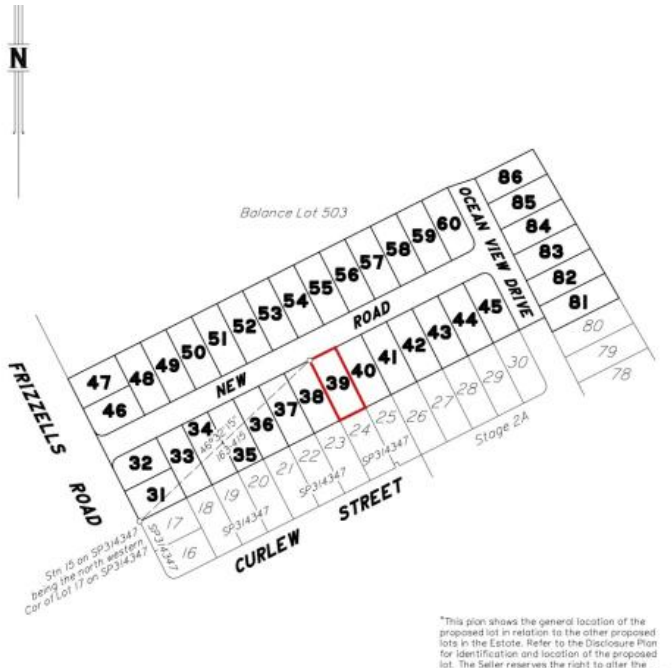 N
Balance Lot 503
86
85
84
83
82
81
80
79
78
OCEAN VIEW DRIVE
60
59
58
57
56
55
54
53
52
51
50
49
48
47
46
NEW ROAD
45
44
43
42
41
40
39
38
37
36
35
34
33
32
31
46°32'15"
163·415
FRIZZELLS ROAD
30
29
28
27
26
25
24
23
22
21
20
19
18
17
16
SP314347
SP314347
SP314347
SP314347
Stage 2A
CURLEW STREET
Stn 15 on SP314347
being the north western
Cor of Lot 17 on SP314347
*This plan shows the general location of the
proposed lot in relation to the other proposed
lots in the Estate. Refer to the Disclosure Plan
for identification and location of the proposed
lot. The Seller reserves the right to alter the